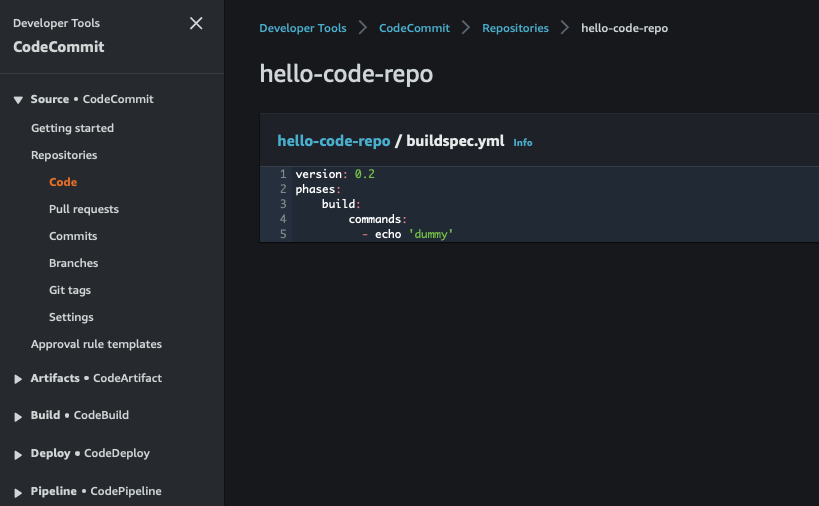 Developer Tools
CodeCommit
Source • CodeCommit
Getting started
Repositories
Code
Pull requests
Commits
Branches
Git tags
Settings
Approval rule templates
Artifacts • CodeArtifact
Build • CodeBuild
Deploy • CodeDeploy
Pipeline • CodePipeline
Developer Tools > CodeCommit > Repositories > hello-code-repo
hello-code-repo
hello-code-repo / buildspec.yml Info
1 version: 0.2
2 phases:
3     build:
4         commands:
5           - echo 'dummy'